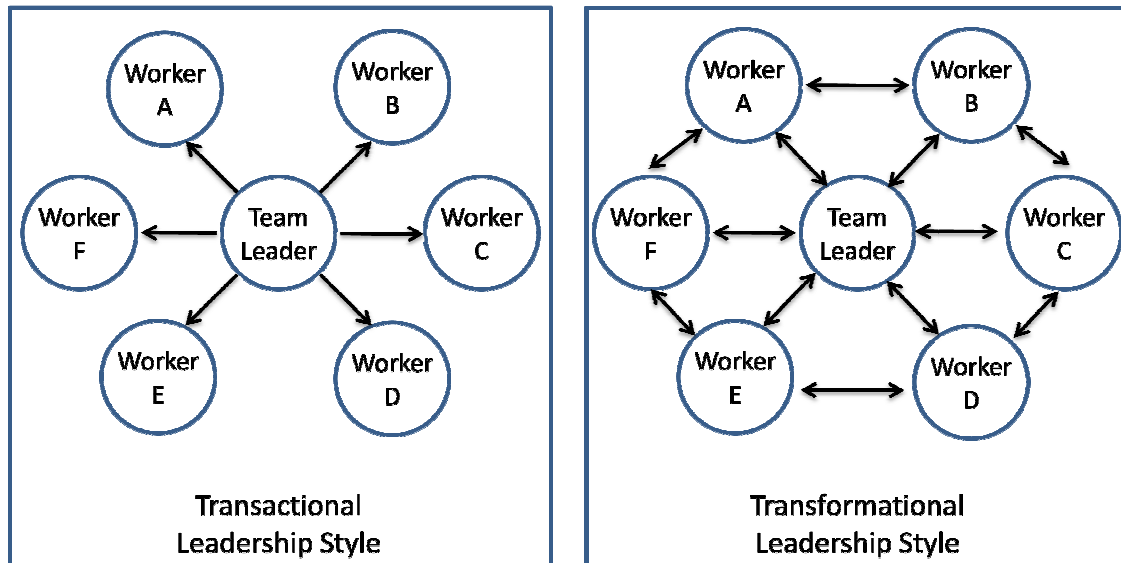 Worker
A
Worker
B
Worker
F
Team
Leader
Worker
C
Worker
E
Worker
D
Transactional
Leadership Style
Worker
A
Worker
B
Worker
F
Team
Leader
Worker
C
Worker
E
Worker
D
Transformational
Leadership Style